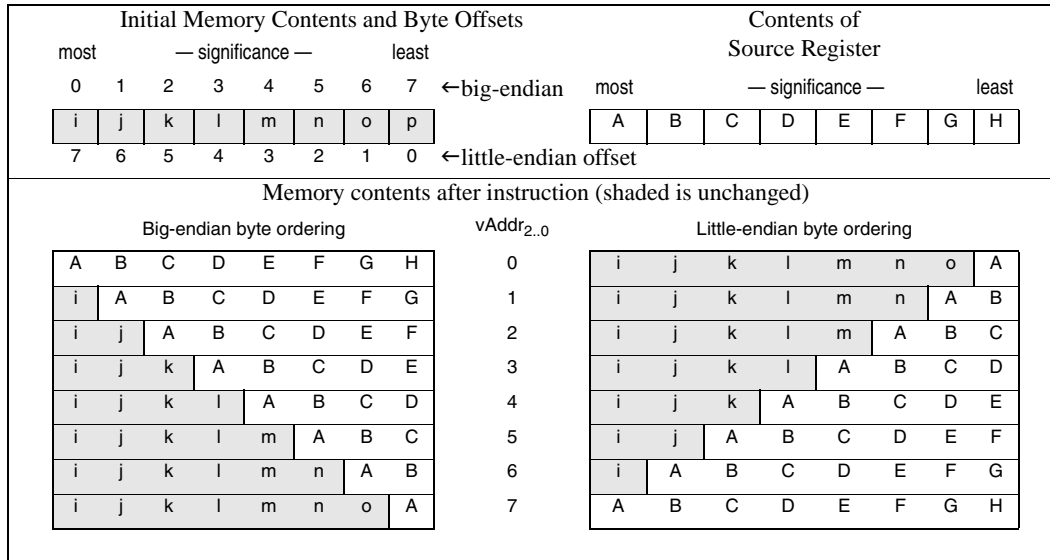 Initial Memory Contents and Byte Offsets
Contents of
Source Register
most — significance — least
0 1 2 3 4 5 6 7 ←big-endian
most — significance — least
i j k l m n o p
A B C D E F G H
7 6 5 4 3 2 1 0 ←little-endian offset
Memory contents after instruction (shaded is unchanged)
Big-endian byte ordering vAddr2..0 Little-endian byte ordering
A B C D E F G H 0 i j k l m n o A
i A B C D E F G 1 i j k l m n A B
i j A B C D E F 2 i j k l m A B C
i j k A B C D E 3 i j k l A B C D
i j k l A B C D 4 i j k A B C D E
i j k l m A B C 5 i j A B C D E F
i j k l m n A B 6 i A B C D E F G
i j k l m n o A 7 A B C D E F G H